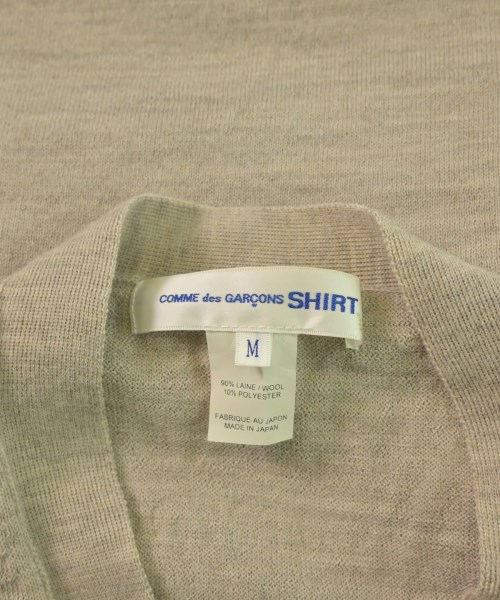 COMME des GARÇONS SHIRT
M
90% LAINE / WOOL
10% POLYESTER
FABRIQUE AU JAPON
MADE IN JAPAN